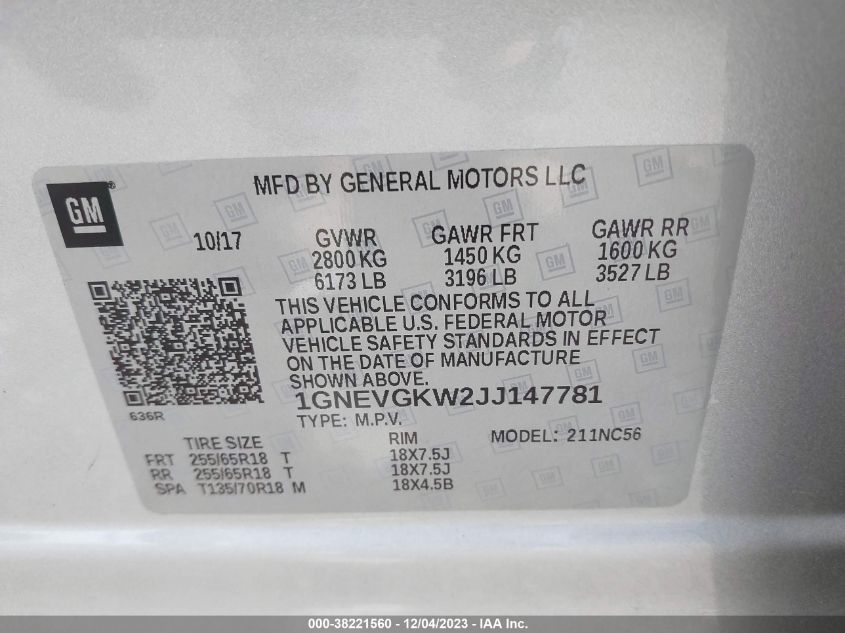 MFD BY GENERAL MOTORS LLC
GM®
10/17
GVWR GAWR FRT GAWR RR
2800 KG 1450 KG 1600 KG
6173 LB 3196 LB 3527 LB
THIS VEHICLE CONFORMS TO ALL
APPLICABLE U.S. FEDERAL MOTOR
VEHICLE SAFETY STANDARDS IN EFFECT
ON THE DATE OF MANUFACTURE
SHOWN ABOVE.
1GNEVGKW2JJ147781
636R
TYPE: M.P.V.
TIRE SIZE RIM MODEL: 211NC56
FRT 255/65R18 T 18X7.5J
RR 255/65R18 T 18X7.5J
SPA T135/70R18 M 18X4.5B
000-38221560 - 12/04/2023 - IAA Inc.